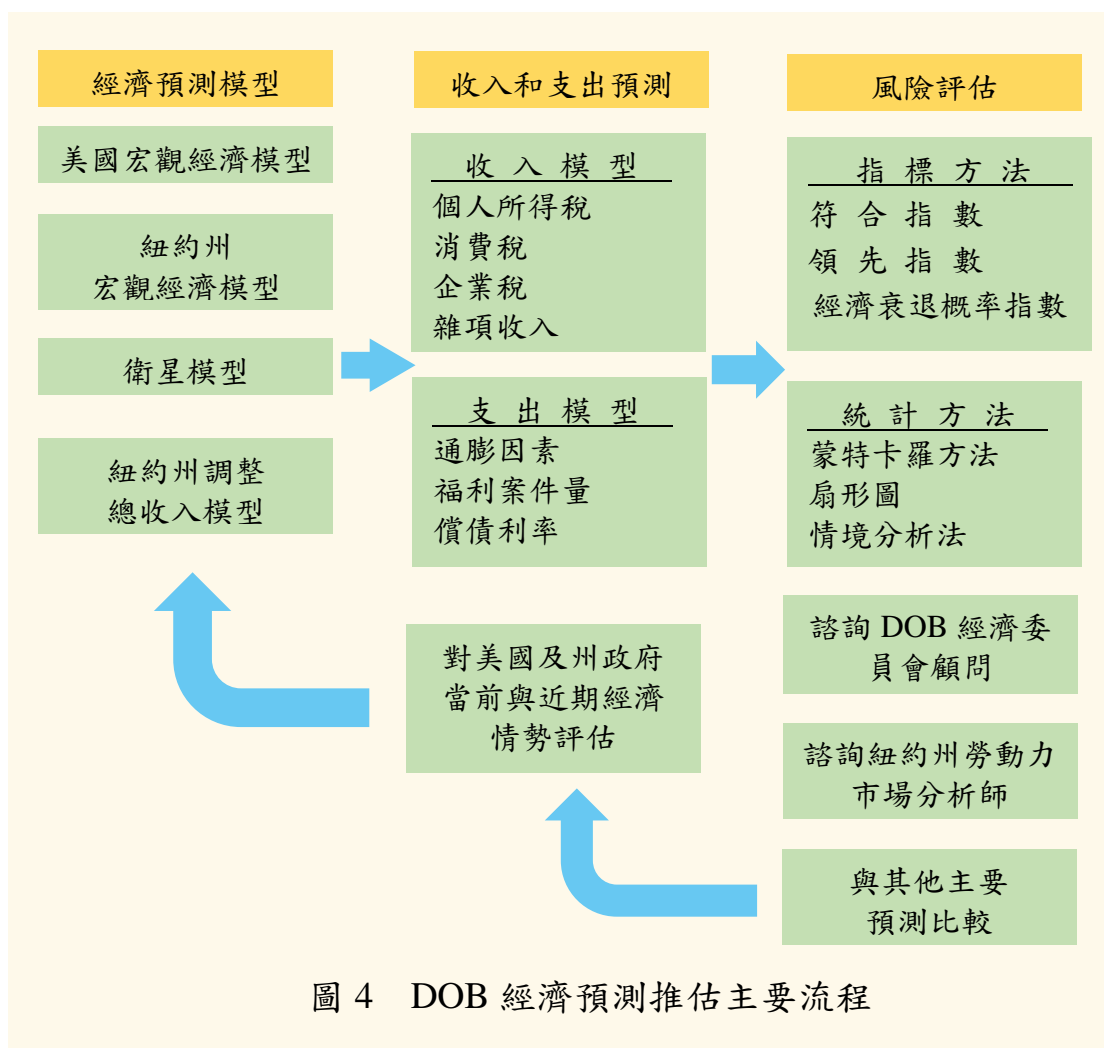 經濟預測模型
美國宏觀經濟模型
紐約州
宏觀經濟模型
衛星模型
紐約州調整
總收入模型
收入和支出預測
收入模型
個人所得稅
消費稅
企業稅
雜項收入
支出模型
通膨因素
福利案件量
償債利率
對美國及州政府
當前與近期經濟
情勢評估
風險評估
指標方法
符合指數
領先指數
經濟衰退概率指數
統計方法
蒙特卡羅方法
扇形圖
情境分析法
諮詢 DOB 經濟委
員會顧問
諮詢紐約州勞動力
市場分析師
與其他主要
預測比較
圖 4 DOB 經濟預測推估主要流程